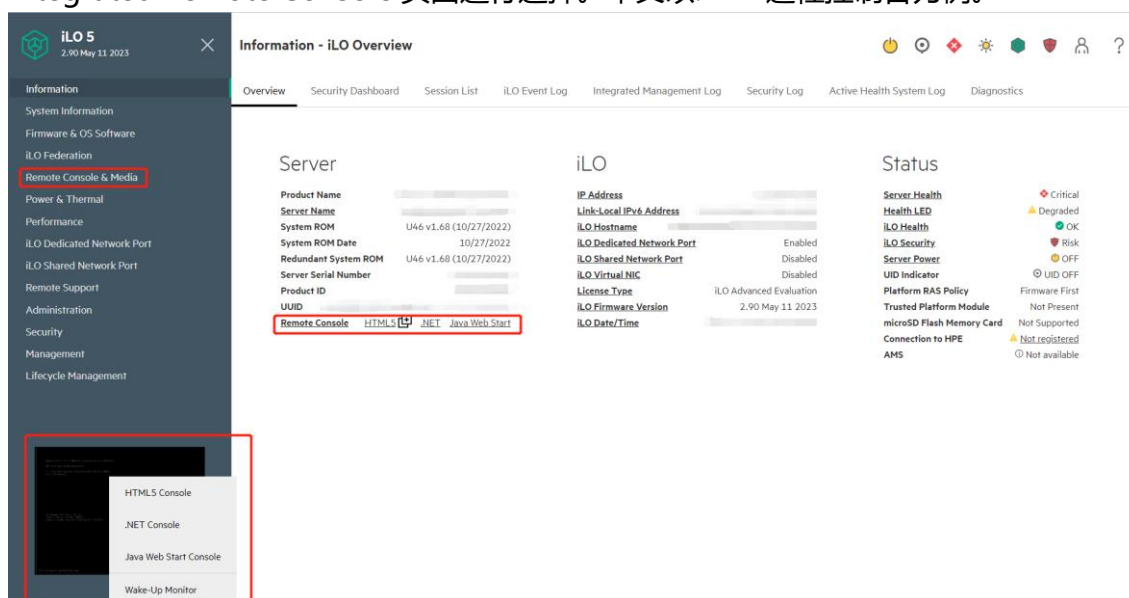 iLO 5
2.90 May 11 2023
Information - iLO Overview
Information
System Information
Firmware & OS Software
iLO Federation
Remote Console & Media
Power & Thermal
Performance
iLO Dedicated Network Port
iLO Shared Network Port
Remote Support
Administration
Security
Management
Lifecycle Management
Overview Security Dashboard Session List iLO Event Log Integrated Management Log Security Log Active Health System Log Diagnostics
Server
Product Name
Server Name
System ROM U46 v1.68 (10/27/2022)
System ROM Date 10/27/2022
Redundant System ROM U46 v1.68 (10/27/2022)
Server Serial Number
Product ID
UUID
Remote Console HTML5 .NET Java Web Start
iLO
IP Address
Link-Local IPv6 Address
iLO Hostname
iLO Dedicated Network Port Enabled
iLO Shared Network Port Disabled
iLO Virtual NIC Disabled
License Type iLO Advanced Evaluation
iLO Firmware Version 2.90 May 11 2023
iLO Date/Time
Status
Server Health Critical
Health LED Degraded
iLO Health OK
iLO Security Risk
Server Power OFF
UID Indicator UID OFF
Platform RAS Policy Firmware First
Trusted Platform Module Not Present
microSD Flash Memory Card Not Supported
Connection to HPE Not registered
AMS Not available
HTML5 Console
.NET Console
Java Web Start Console
Wake-Up Monitor